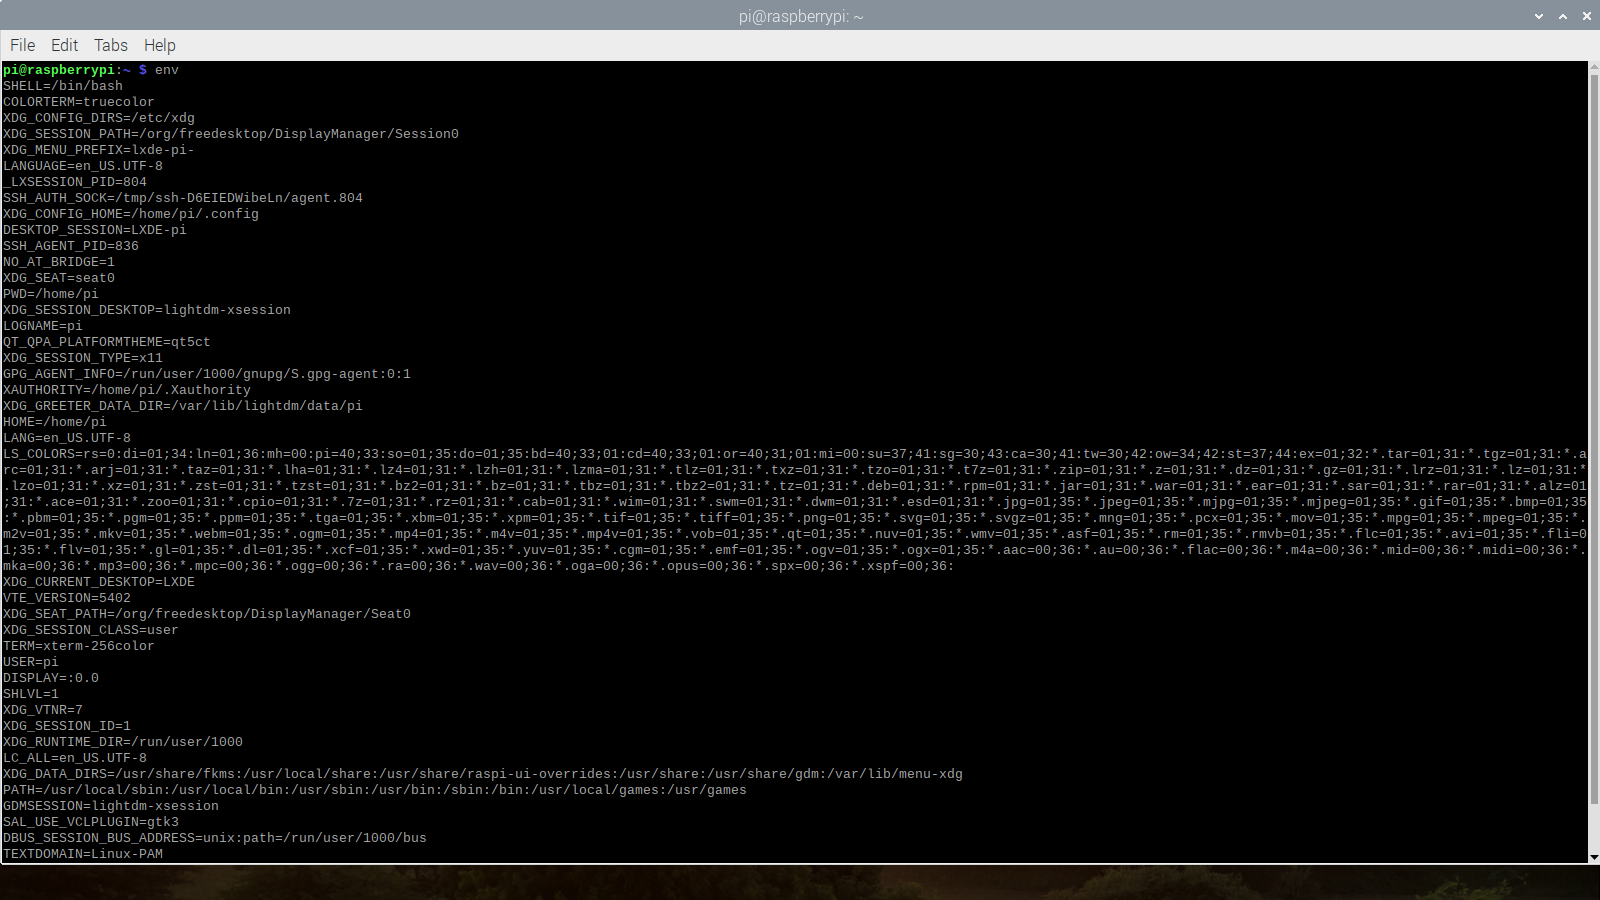 pi@raspberrypi: ~
File Edit Tabs Help
pi@raspberrypi:~ $ env
SHELL=/bin/bash
COLORTERM=truecolor
XDG_CONFIG_DIRS=/etc/xdg
XDG_SESSION_PATH=/org/freedesktop/DisplayManager/Session0
XDG_MENU_PREFIX=lxde-pi-
LANGUAGE=en_US.UTF-8
_LXSESSION_PID=804
SSH_AUTH_SOCK=/tmp/ssh-D6EIEDWibeLn/agent.804
XDG_CONFIG_HOME=/home/pi/.config
DESKTOP_SESSION=LXDE-pi
SSH_AGENT_PID=836
NO_AT_BRIDGE=1
XDG_SEAT=seat0
PWD=/home/pi
XDG_SESSION_DESKTOP=lightdm-xsession
LOGNAME=pi
QT_QPA_PLATFORMTHEME=qt5ct
XDG_SESSION_TYPE=x11
GPG_AGENT_INFO=/run/user/1000/gnupg/S.gpg-agent:0:1
XAUTHORITY=/home/pi/.Xauthority
XDG_GREETER_DATA_DIR=/var/lib/lightdm/data/pi
HOME=/home/pi
LANG=en_US.UTF-8
LS_COLORS=rs=0:di=01;34:ln=01;36:mh=00:pi=40;33:so=01;35:do=01;35:bd=40;33;01:cd=40;33;01:or=40;31;01:mi=00:su=37;41:sg=30;43:ca=30;41:tw=30;42:ow=34;42:st=37;44:ex=01;32:*.tar=01;31:*.tgz=01;31:*.a
rc=01;31:*.arj=01;31:*.taz=01;31:*.lha=01;31:*.lz4=01;31:*.lzh=01;31:*.lzma=01;31:*.tlz=01;31:*.txz=01;31:*.tzo=01;31:*.t7z=01;31:*.zip=01;31:*.z=01;31:*.dz=01;31:*.gz=01;31:*.lrz=01;31:*.lz=01;31:*
.lzo=01;31:*.xz=01;31:*.zst=01;31:*.tzst=01;31:*.bz2=01;31:*.bz=01;31:*.tbz=01;31:*.tbz2=01;31:*.tz=01;31:*.deb=01;31:*.rpm=01;31:*.jar=01;31:*.war=01;31:*.ear=01;31:*.sar=01;31:*.rar=01;31:*.alz=01
;31:*.ace=01;31:*.zoo=01;31:*.cpio=01;31:*.7z=01;31:*.rz=01;31:*.cab=01;31:*.wim=01;31:*.swm=01;31:*.dwm=01;31:*.esd=01;31:*.jpg=01;35:*.jpeg=01;35:*.mjpg=01;35:*.mjpeg=01;35:*.gif=01;35:*.bmp=01;35
:*.pbm=01;35:*.pgm=01;35:*.ppm=01;35:*.tga=01;35:*.xbm=01;35:*.xpm=01;35:*.tif=01;35:*.tiff=01;35:*.png=01;35:*.svg=01;35:*.svgz=01;35:*.mng=01;35:*.pcx=01;35:*.mov=01;35:*.mpg=01;35:*.mpeg=01;35:*.
m2v=01;35:*.mkv=01;35:*.webm=01;35:*.ogm=01;35:*.mp4=01;35:*.m4v=01;35:*.mp4v=01;35:*.vob=01;35:*.qt=01;35:*.nuv=01;35:*.wmv=01;35:*.asf=01;35:*.rm=01;35:*.rmvb=01;35:*.flc=01;35:*.avi=01;35:*.fli=0
1;35:*.flv=01;35:*.gl=01;35:*.dl=01;35:*.xcf=01;35:*.xwd=01;35:*.yuv=01;35:*.cgm=01;35:*.emf=01;35:*.ogv=01;35:*.ogx=01;35:*.aac=00;36:*.au=00;36:*.flac=00;36:*.m4a=00;36:*.mid=00;36:*.midi=00;36:*.
mka=00;36:*.mp3=00;36:*.mpc=00;36:*.ogg=00;36:*.ra=00;36:*.wav=00;36:*.oga=00;36:*.opus=00;36:*.spx=00;36:*.xspf=00;36:
XDG_CURRENT_DESKTOP=LXDE
VTE_VERSION=5402
XDG_SEAT_PATH=/org/freedesktop/DisplayManager/Seat0
XDG_SESSION_CLASS=user
TERM=xterm-256color
USER=pi
DISPLAY=:0.0
SHLVL=1
XDG_VTNR=7
XDG_SESSION_ID=1
XDG_RUNTIME_DIR=/run/user/1000
LC_ALL=en_US.UTF-8
XDG_DATA_DIRS=/usr/share/fkms:/usr/local/share:/usr/share/raspi-ui-overrides:/usr/share:/usr/share/gdm:/var/lib/menu-xdg
PATH=/usr/local/sbin:/usr/local/bin:/usr/sbin:/usr/bin:/sbin:/bin:/usr/local/games:/usr/games
GDMSESSION=lightdm-xsession
SAL_USE_VCLPLUGIN=gtk3
DBUS_SESSION_BUS_ADDRESS=unix:path=/run/user/1000/bus
TEXTDOMAIN=Linux-PAM